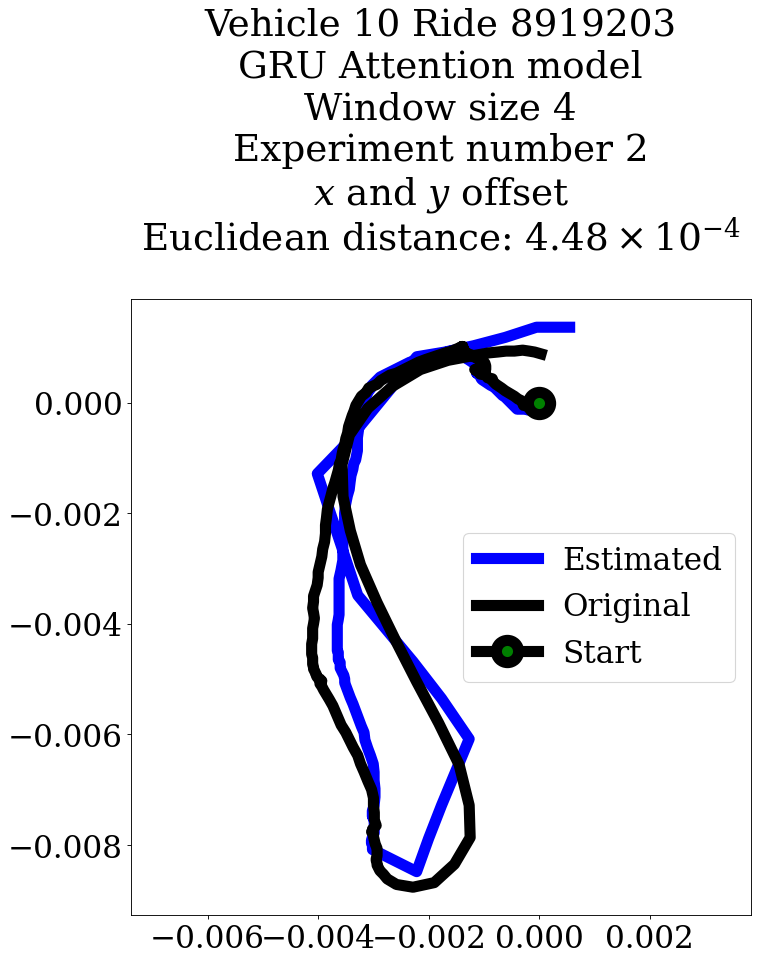 Vehicle 10 Ride 8919203
GRU Attention model
Window size 4
Experiment number 2
x and y offset
Euclidean distance: 4.48 × 10⁻⁴
0.000
−0.002
−0.004
−0.006
−0.008
Estimated
Original
Start
−0.006 −0.004 −0.002 0.000 0.002